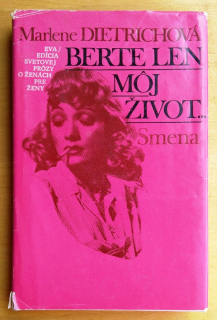 Marlene DIETRICHOVÁ
BERTE LEN
EVA/
EDÍCIA
SVETOVEJ
PRÓZY
O ŽENÁCH
PRE
ŽENY
MÔJ
ŽIVOT...
Smena